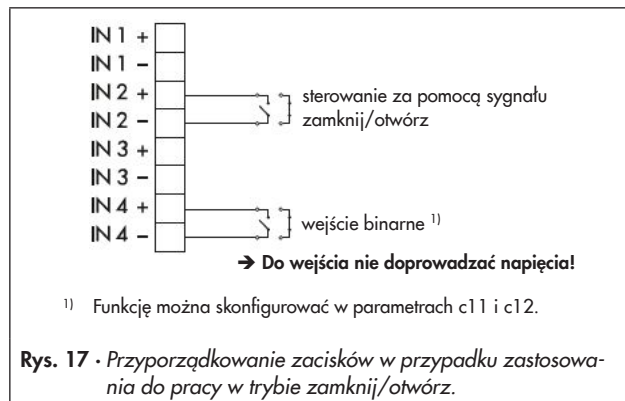 IN 1 +
IN 1 −
IN 2 +
IN 2 −
IN 3 +
IN 3 −
IN 4 +
IN 4 −
sterowanie za pomocą sygnału
zamknij/otwórz
wejście binarne 1)
➔ Do wejścia nie doprowadzać napięcia!
1) Funkcję można skonfigurować w parametrach c11 i c12.
Rys. 17 · Przyporządkowanie zacisków w przypadku zastosowa-
nia do pracy w trybie zamknij/otwórz.